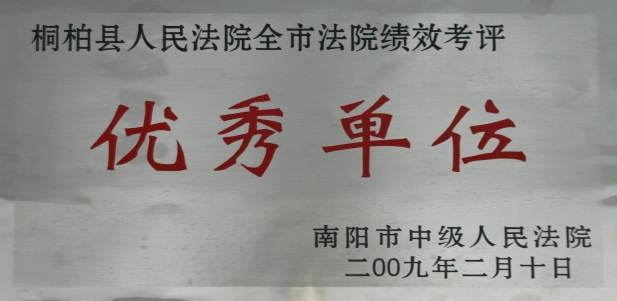 桐柏县人民法院全市法院绩效考评
优秀单位
南阳市中级人民法院
二00九年二月十日